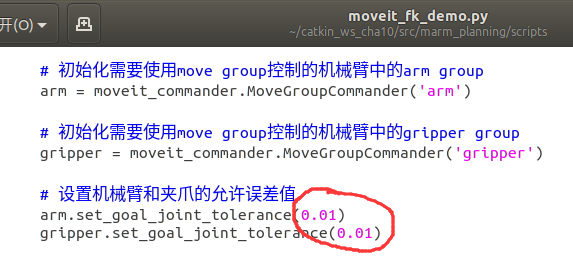 开(O)
moveit_fk_demo.py
~/catkin_ws_cha10/src/marm_planning/scripts
# 初始化需要使用move group控制的机械臂中的arm group
arm = moveit_commander.MoveGroupCommander('arm')
# 初始化需要使用move group控制的机械臂中的gripper group
gripper = moveit_commander.MoveGroupCommander('gripper')
# 设置机械臂和夹爪的允许误差值
arm.set_goal_joint_tolerance(0.01)
gripper.set_goal_joint_tolerance(0.01)